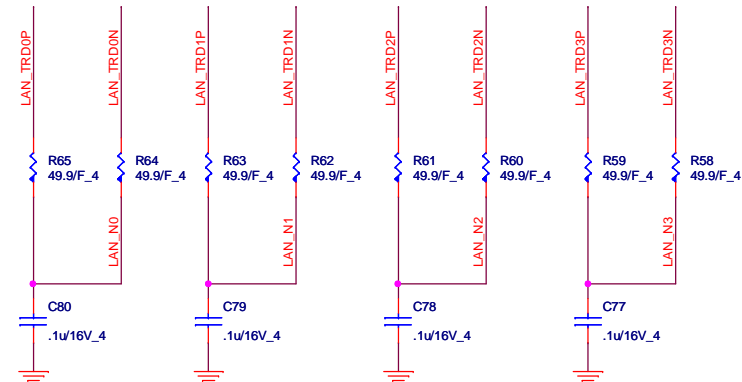 LAN_TRD0P
LAN_TRD0N
LAN_TRD1P
LAN_TRD1N
LAN_TRD2P
LAN_TRD2N
LAN_TRD3P
LAN_TRD3N
R65
49.9/F_4
R64
49.9/F_4
R63
49.9/F_4
R62
49.9/F_4
R61
49.9/F_4
R60
49.9/F_4
R59
49.9/F_4
R58
49.9/F_4
LAN_N0
LAN_N1
LAN_N2
LAN_N3
C80
.1u/16V_4
C79
.1u/16V_4
C78
.1u/16V_4
C77
.1u/16V_4